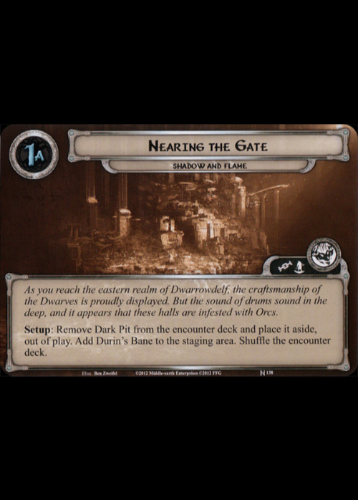 1A
NEARING THE GATE
SHADOW AND FLAME
As you reach the eastern realm of Dwarrowdelf, the craftsmanship of
the Dwarves is proudly displayed. But the sound of drums sound in the
deep, and it appears that these halls are infested with Orcs.
Setup: Remove Dark Pit from the encounter deck and place it aside,
out of play. Add Durin's Bane to the staging area. Shuffle the encounter
deck.
Illus. Ben Zweifel ©2012 Middle-earth Enterprises ©2012 FFG